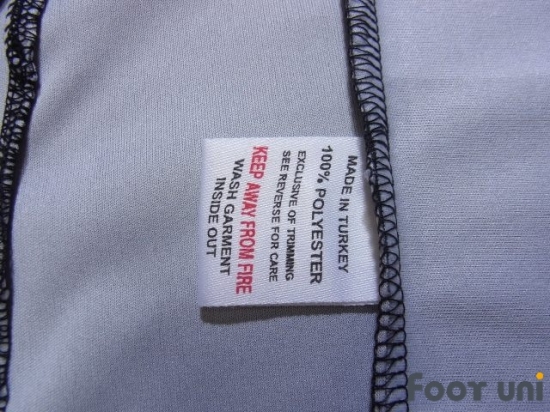 MADE IN TURKEY
100% POLYESTER
EXCLUSIVE OF TRIMMING
SEE REVERSE FOR CARE
KEEP AWAY FROM FIRE
WASH GARMENT
INSIDE OUT
FOOT UNI